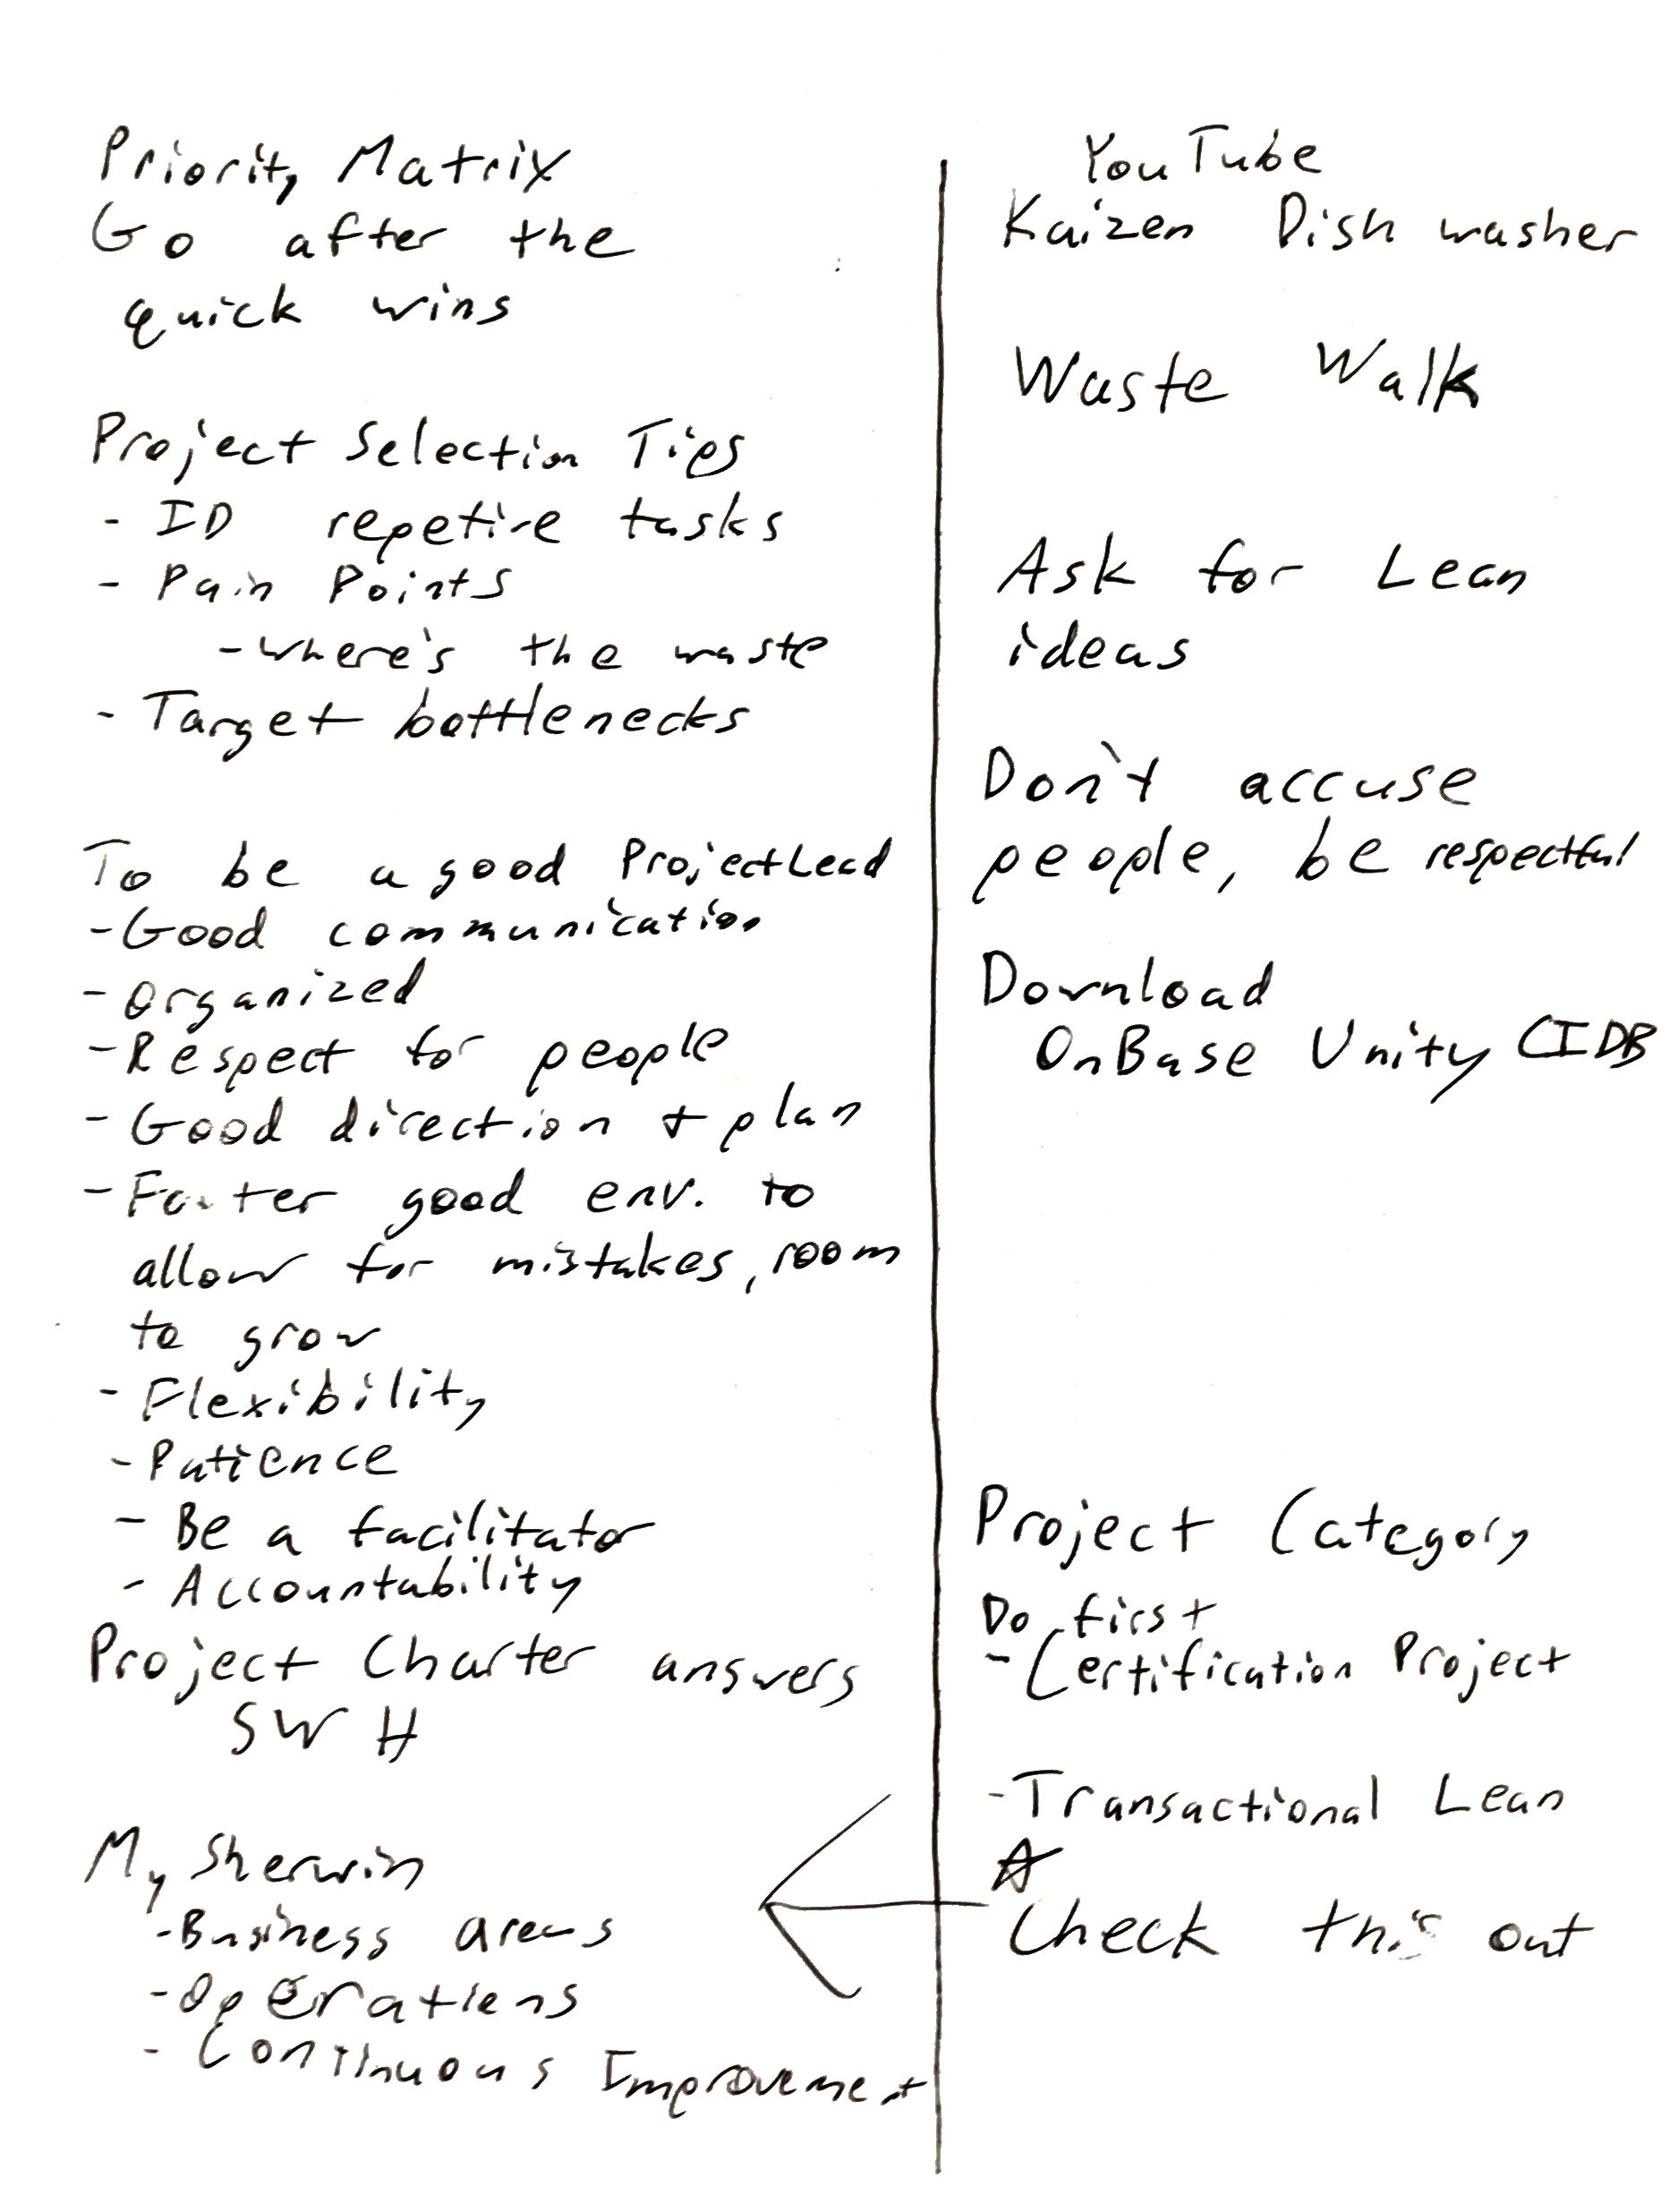 Priority Matrix
Go after the
quick wins
Project Selection Tips
- ID repetive tasks
- Pain Points
- where's the waste
- Target bottlenecks
To be a good Project Lead
- Good communication
- Organized
- Respect for people
- Good direction + plan
- Foster good env. to
allow for mistakes, room
to grow
- Flexibility
- Patience
- Be a facilitator
- Accountability
Project Charter answers
5W H
My Sherwin
- Business areas
- Operations
- Continuous Improvement
YouTube
Kaizen Dish washer
Waste Walk
Ask for Lean
ideas
Don't accuse
people, be respectful
Download
OnBase Unity CIDB
Project Category
Do first
- Certification Project
- Transactional Lean
Check this out